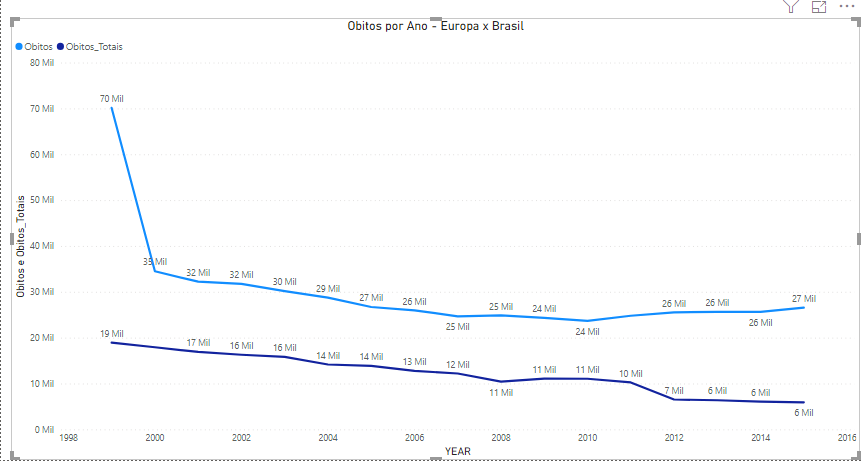 Obitos por Ano - Europa x Brasil
Obitos Obitos_Totais
80 Mil
70 Mil
60 Mil
50 Mil
40 Mil
30 Mil
20 Mil
10 Mil
0 Mil
Obitos e Obitos_Totais
70 Mil
35 Mil
32 Mil
32 Mil
30 Mil
29 Mil
27 Mil
26 Mil
25 Mil
25 Mil
24 Mil
24 Mil
26 Mil
26 Mil
26 Mil
27 Mil
19 Mil
17 Mil
16 Mil
16 Mil
14 Mil
14 Mil
13 Mil
12 Mil
11 Mil
11 Mil
11 Mil
10 Mil
7 Mil
6 Mil
6 Mil
6 Mil
1998 2000 2002 2004 2006 2008 2010 2012 2014 2016
YEAR